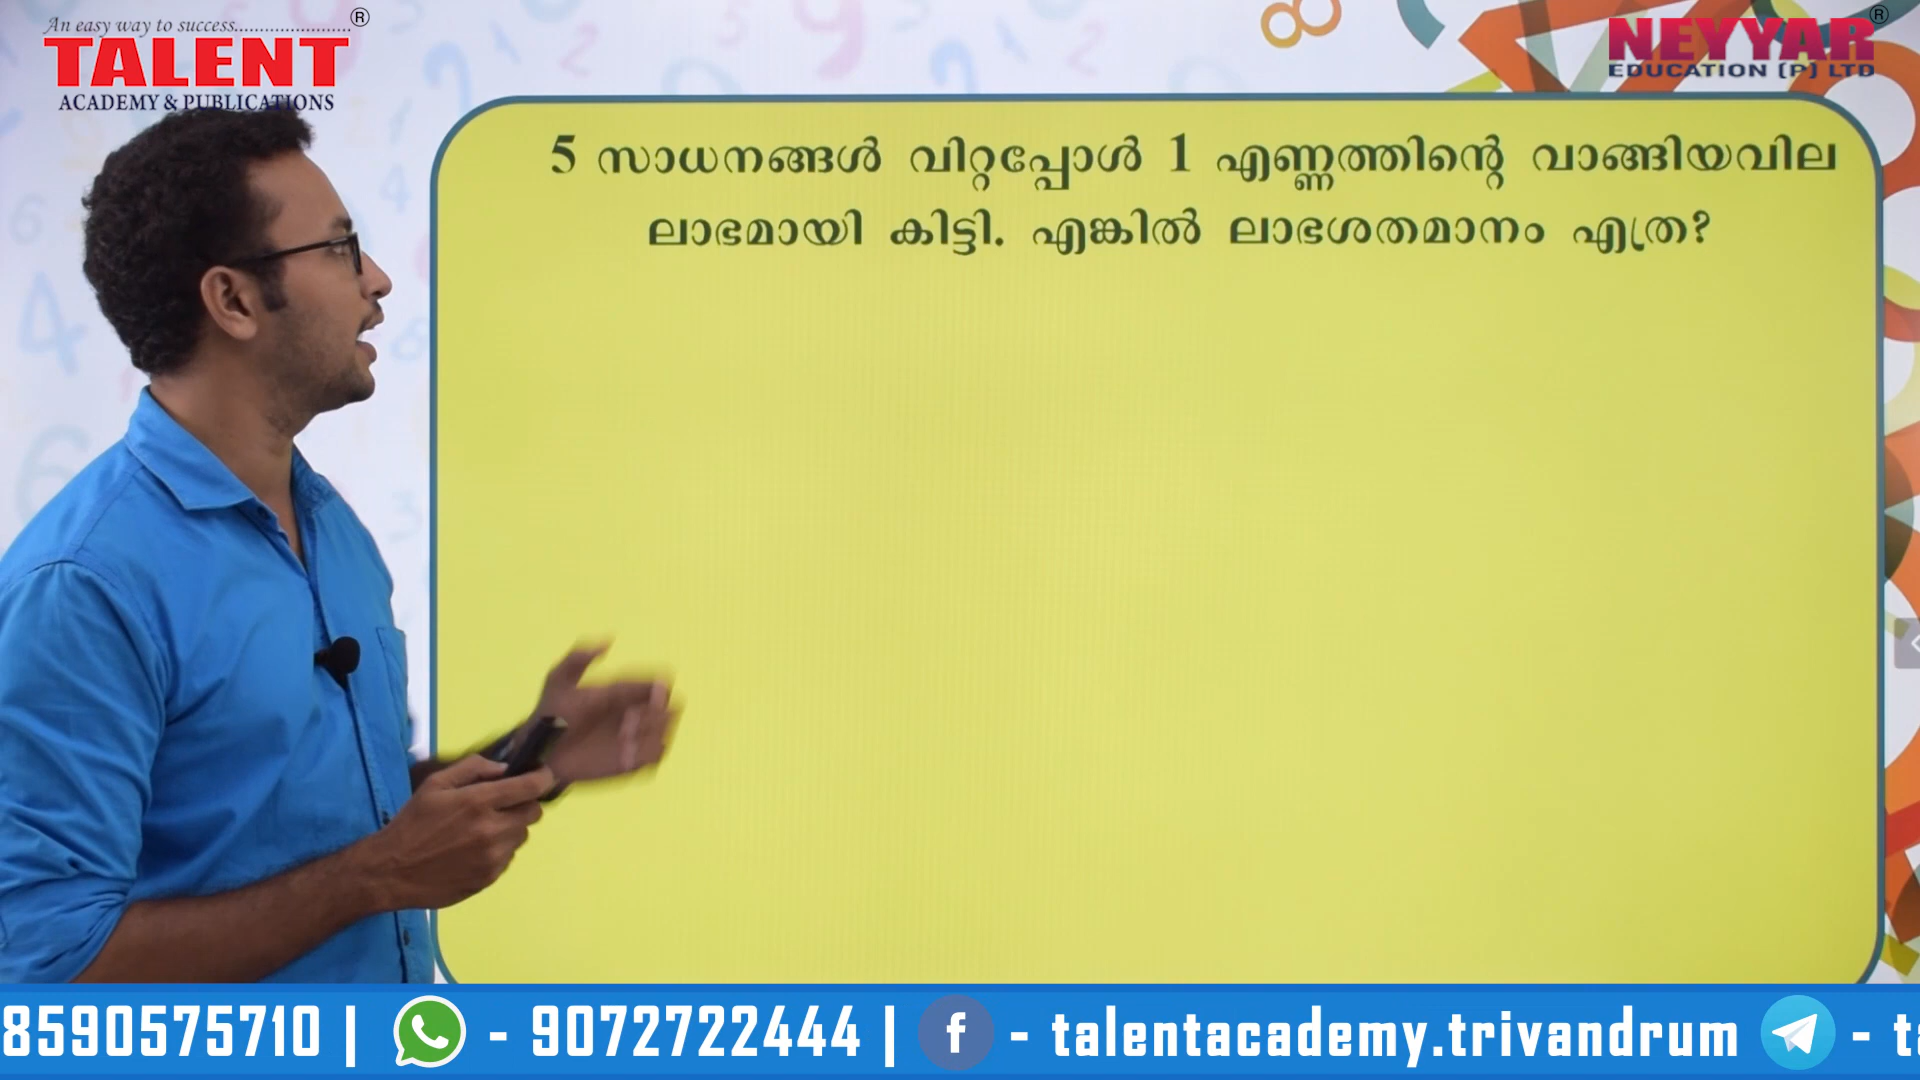 An easy way to success........................®
TALENT
ACADEMY & PUBLICATIONS
®
NEYYAR
EDUCATION (P) LTD
5 സാധനങ്ങൾ വിറ്റപ്പോൾ 1 എണ്ണത്തിന്റെ വാങ്ങിയവില
ലാഭമായി കിട്ടി. എങ്കിൽ ലാഭശതമാനം എത്ര?
8590575710 | - 9072722444 | f - talentacademy.trivandrum -